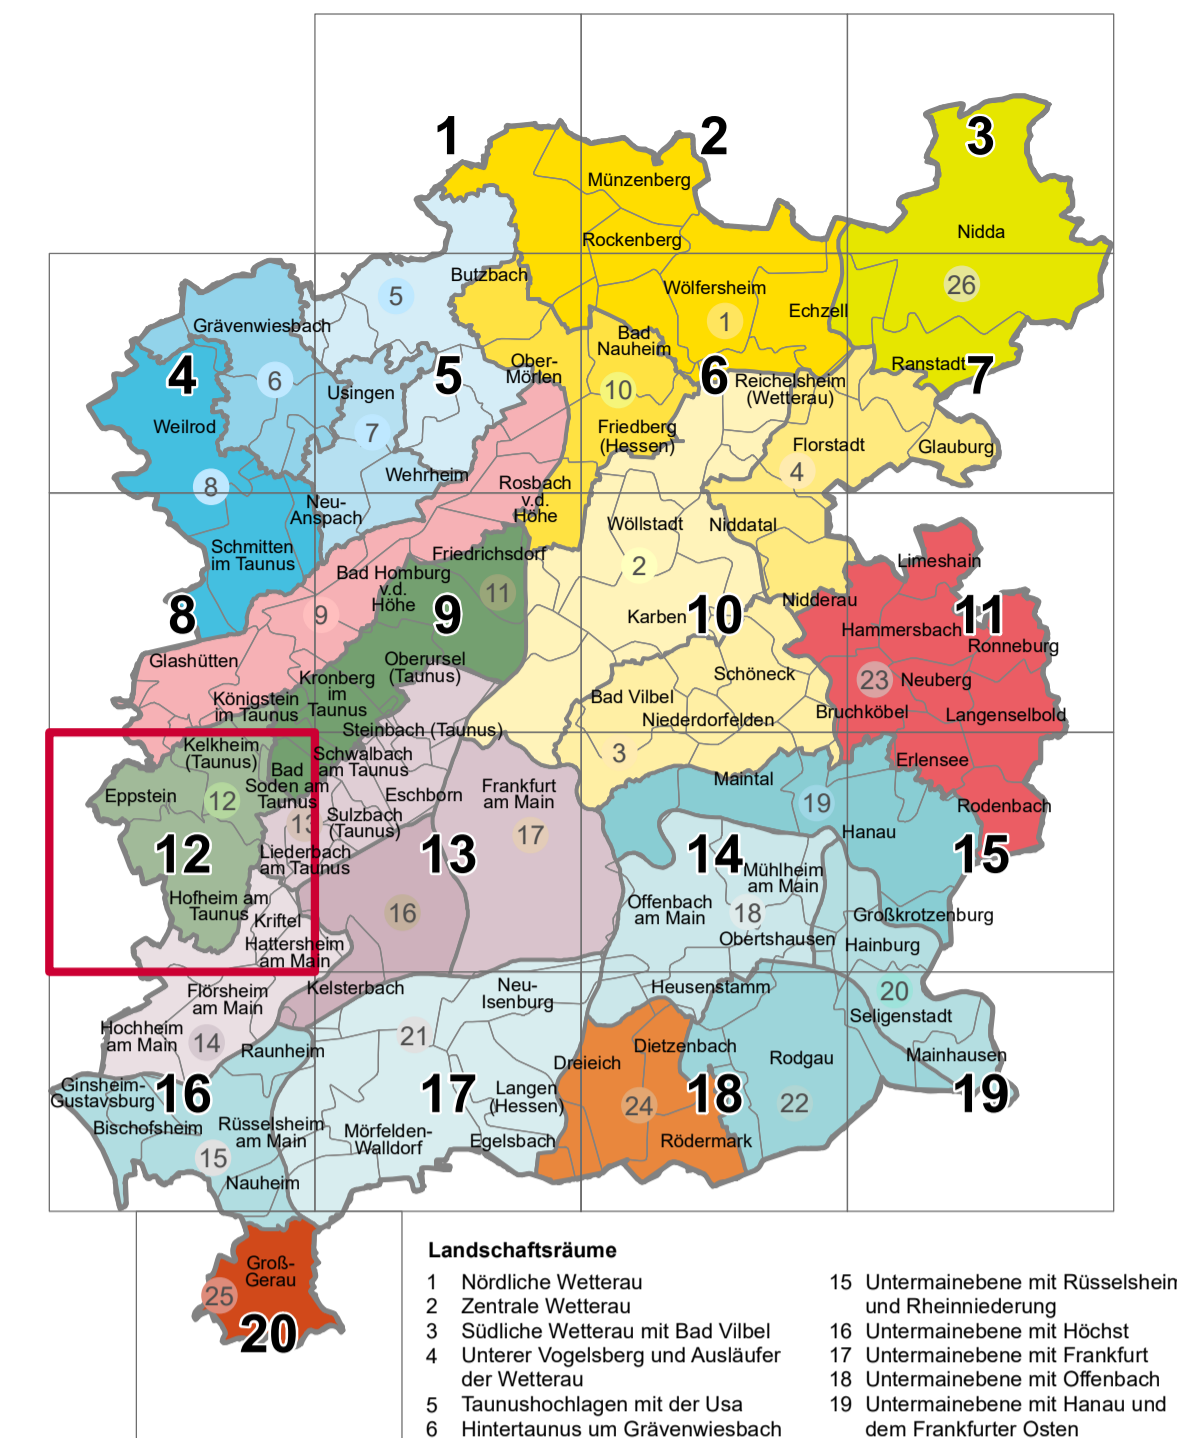 1
2
3
Münzenberg
Nidda
Rockenberg
Butzbach
5
Wölfersheim
26
Echzell
1
Grävenwiesbach
Bad
Nauheim
Ober-
Mörlen
Ranstadt
4
5
6
7
6
Usingen
10
Reichelsheim
(Wetterau)
Weilrod
7
Friedberg
(Hessen)
Florstadt
Glauburg
4
Wehrheim
8
Rosbach
v.d.
Höhe
Neu-
Anspach
Wöllstadt
Niddatal
Schmitten
im Taunus
Friedrichsdorf
Limeshain
2
Bad Homburg
v.d.
Höhe
11
Nidderau
8
9
9
Karben
10
11
Hammersbach
Ronneburg
Glashütten
Oberursel
(Taunus)
Schöneck
23
Neuberg
Kronberg
im
Taunus
Königstein
im Taunus
Bad Vilbel
Niederdorfelden
Bruchköbel
Langenselbold
Steinbach (Taunus)
Kelkheim
(Taunus)
Schwalbach
am Taunus
3
Erlensee
Bad
Soden am
Taunus
Maintal
Eppstein
12
Eschborn
Frankfurt
am Main
19
Rodenbach
13
Sulzbach
(Taunus)
17
Hanau
12
Liederbach
am Taunus
13
14
15
Mühlheim
am Main
Hofheim am
Taunus
Kriftel
16
Offenbach
am Main
18
Großkrotzenburg
Hattersheim
am Main
Obertshausen
Hainburg
Flörsheim
am Main
Kelsterbach
Neu-
Isenburg
Heusenstamm
20
Seligenstadt
Hochheim
am Main
14
Raunheim
21
Dietzenbach
Dreieich
Rodgau
Mainhausen
Ginsheim-
Gustavsburg
16
17
Langen
(Hessen)
24
18
22
19
Bischofsheim
Rüsselsheim
am Main
Mörfelden-
Walldorf
Egelsbach
Rödermark
15
Nauheim
Groß-
Gerau
25
20
Landschaftsräume
1 Nördliche Wetterau
2 Zentrale Wetterau
3 Südliche Wetterau mit Bad Vilbel
4 Unterer Vogelsberg und Ausläufer
der Wetterau
5 Taunushochlagen mit der Usa
6 Hintertaunus um Grävenwiesbach
15 Untermainebene mit Rüsselsheim
und Rheinniederung
16 Untermainebene mit Höchst
17 Untermainebene mit Frankfurt
18 Untermainebene mit Offenbach
19 Untermainebene mit Hanau und
dem Frankfurter Osten